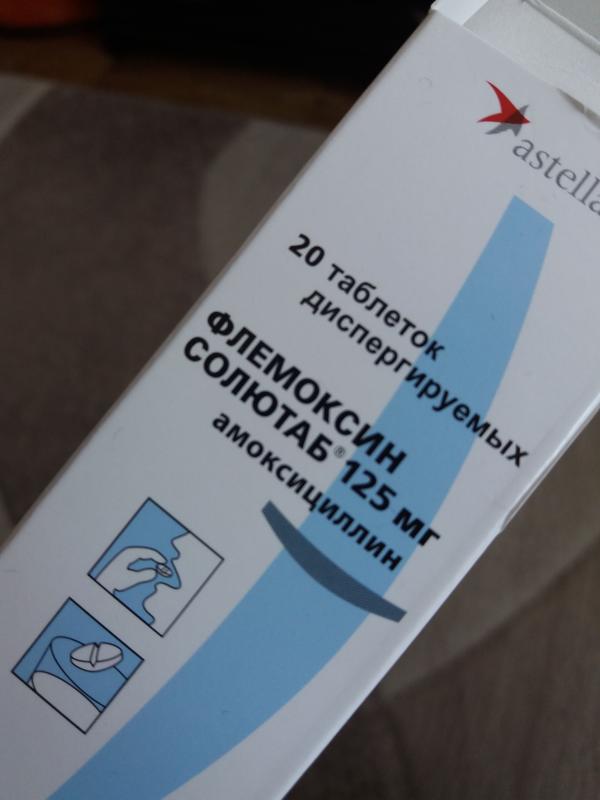 astella
20 таблеток
диспергируемых
ФЛЕМОКСИН
СОЛЮТАБ® 125 мг
амоксициллин